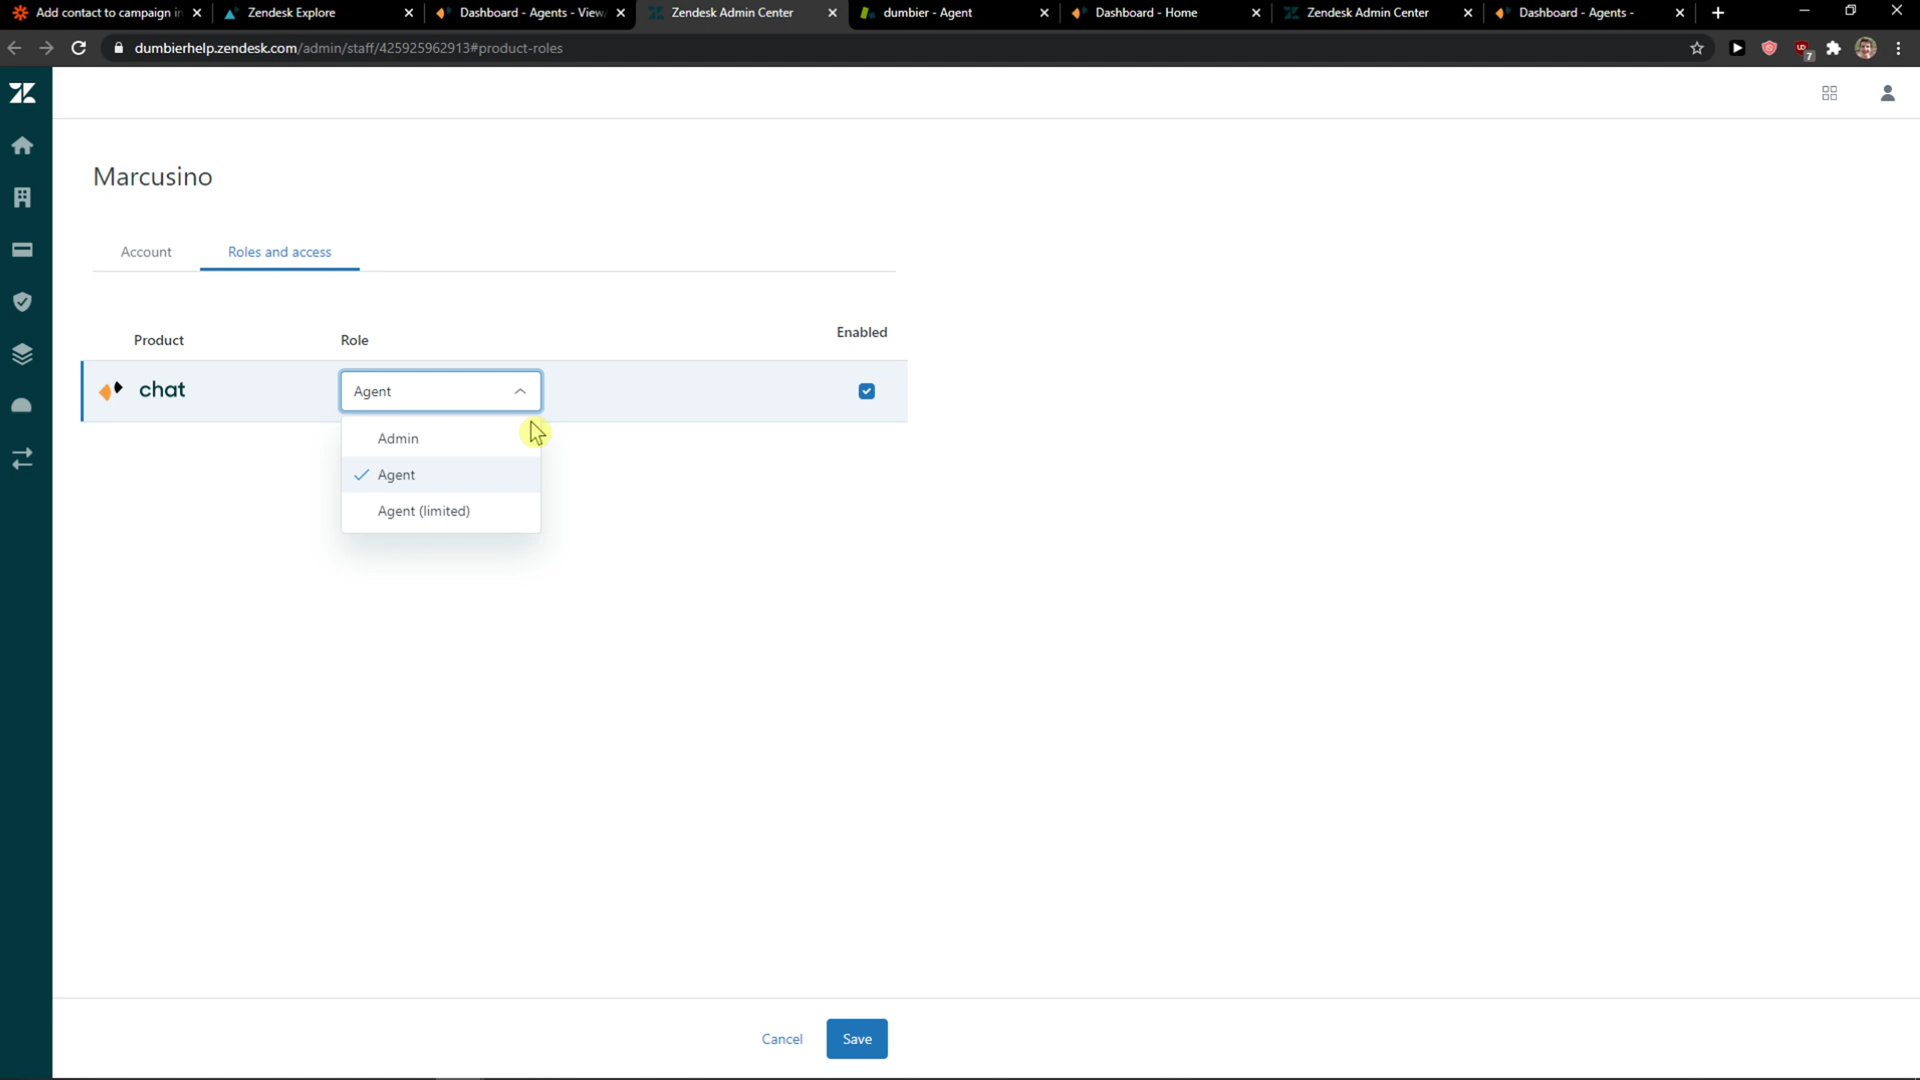 Add contact to campaign in
Zendesk Explore
Dashboard - Agents - View
Zendesk Admin Center
dumbier - Agent
Dashboard - Home
Zendesk Admin Center
Dashboard - Agents -
dumbierhelp.zendesk.com/admin/staff/425925962913#product-roles
7
Marcusino
Account
Roles and access
Product
Role
Enabled
chat
Agent
Admin
Agent
Agent (limited)
Cancel
Save